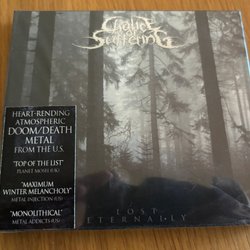 Chalice
of
Suffering
HEART-RENDING
ATMOSPHERIC
DOOM/DEATH
METAL
FROM THE U.S.
"TOP OF THE LIST"
PLANET MOSH (UK)
"MAXIMUM
WINTER MELANCHOLY"
METAL INJECTION (US)
"MONOLITHICAL"
METAL ADDICTS (US)
LOST
ETERNALLY